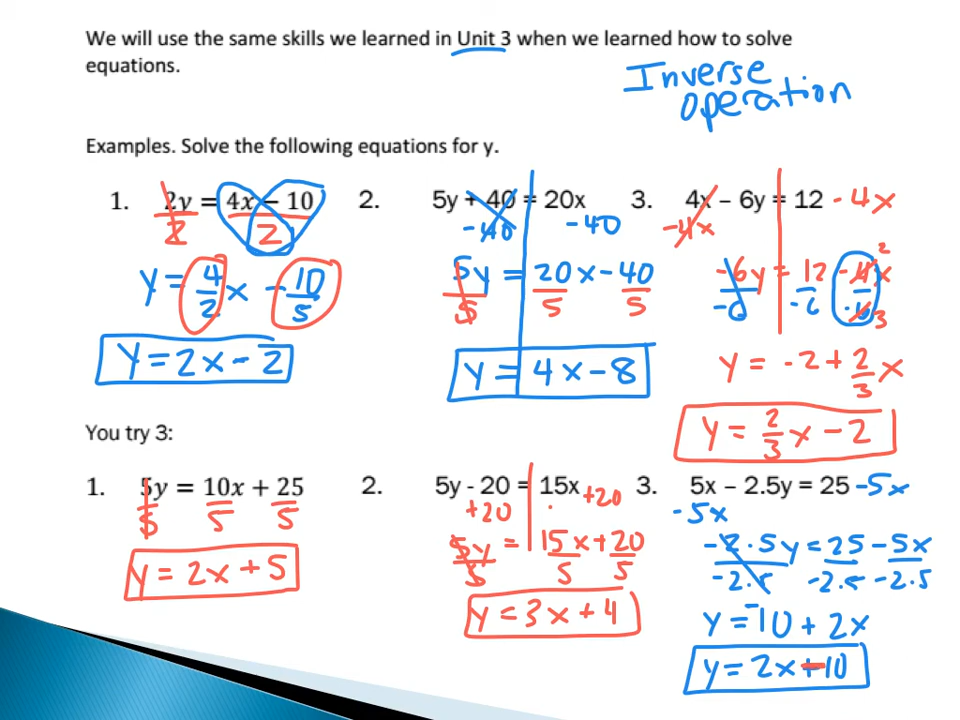 We will use the same skills we learned in Unit 3 when we learned how to solve
equations.
Inverse
operation
Examples. Solve the following equations for y.
1. 2y = 4x − 10
2 2
y = 4/2 x − 10/5
y = 2x − 2
2. 5y + 40 = 20x
-40 -40
5y = 20x − 40
5 5 5
y = 4x − 8
3. 4x – 6y = 12 - 4x
-4x
-6y = 12 - 4x
-6 -6 -6
2
3
y = -2 + 2/3 x
y = 2/3 x − 2
You try 3:
1. 5y = 10x + 25
5 5 5
y = 2x + 5
2. 5y - 20 = 15x +20
+20
5y = 15x + 20
5 5 5
y = 3x + 4
3. 5x – 2.5y = 25 -5x
-5x
-2.5y = 25 - 5x
-2.5 -2.5 -2.5
y = -10 + 2x
y = 2x - 10